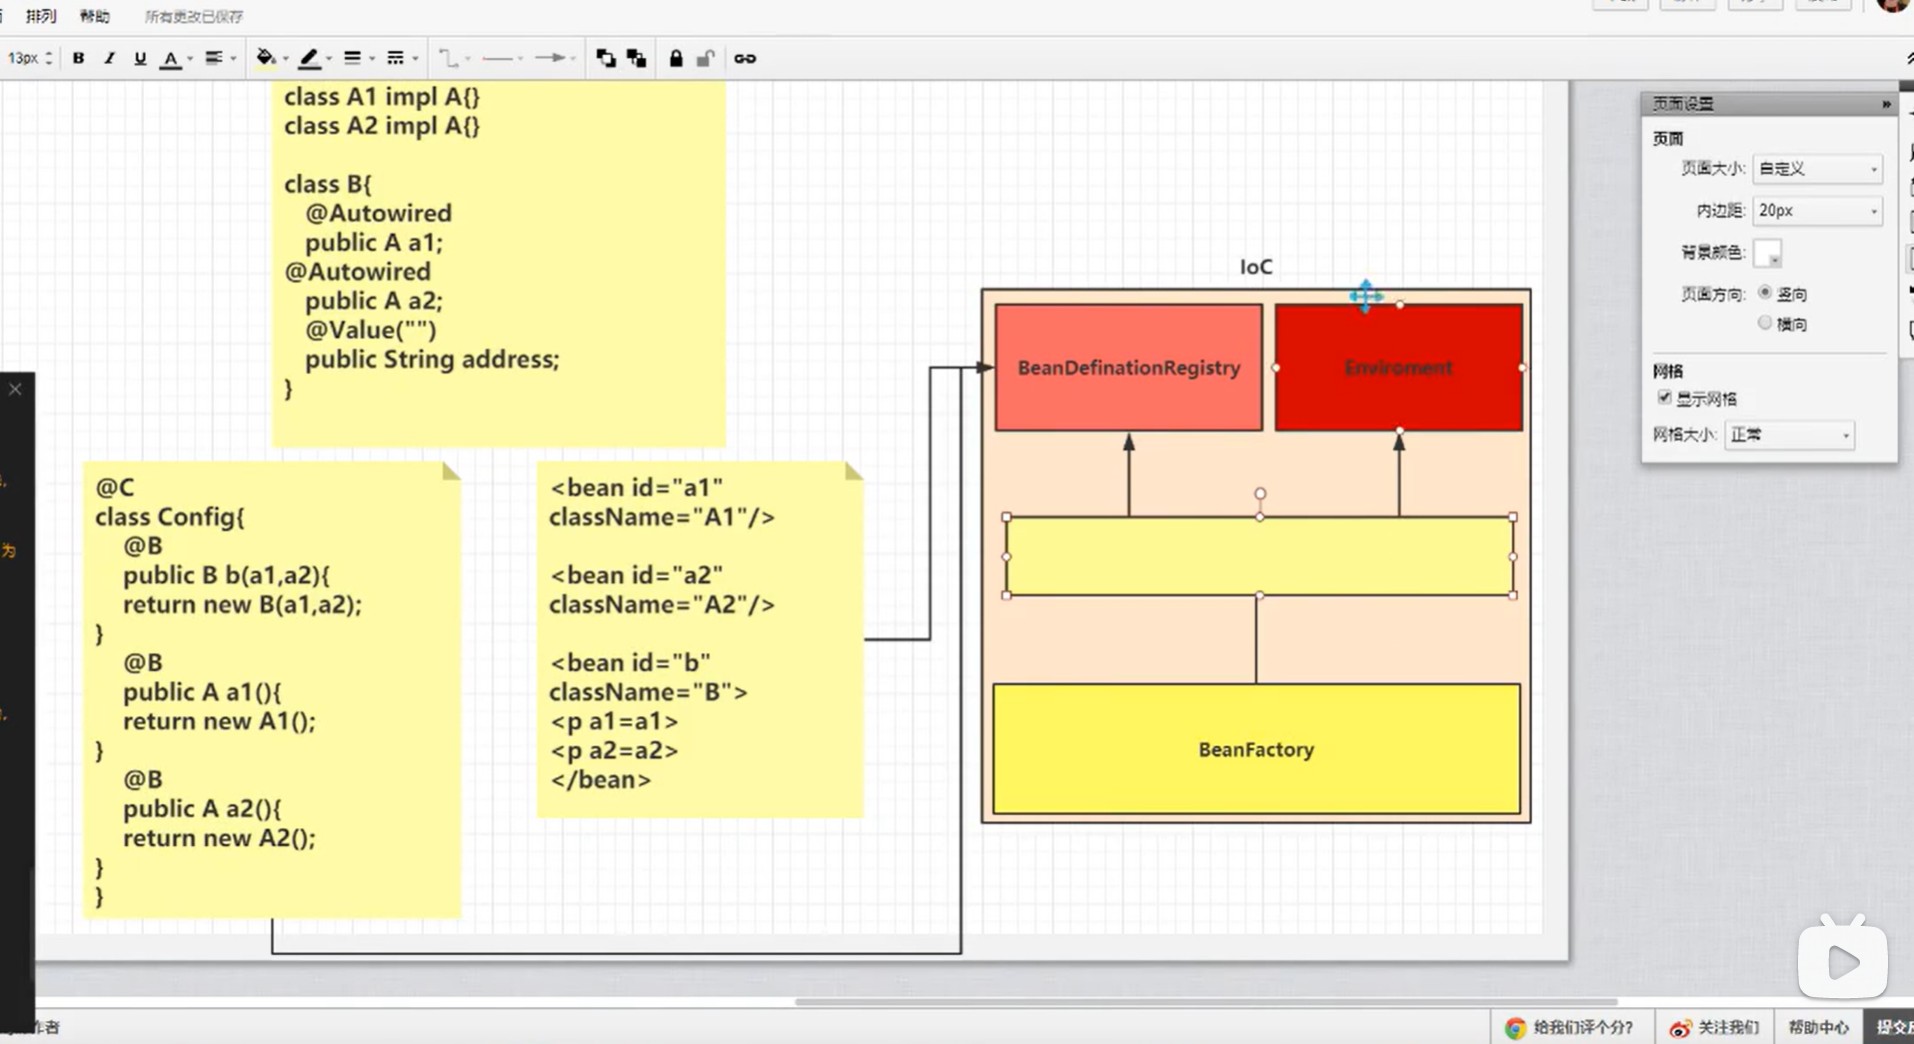 排列 帮助 所有更改已保存
13px B I U A
class A1 impl A{}
class A2 impl A{}
class B{
@Autowired
public A a1;
@Autowired
public A a2;
@Value("")
public String address;
}
@C
class Config{
@B
public B b(a1,a2){
return new B(a1,a2);
}
@B
public A a1(){
return new A1();
}
@B
public A a2(){
return new A2();
}
}
<bean id="a1"
className="A1"/>
<bean id="a2"
className="A2"/>
<bean id="b"
className="B">
<p a1=a1>
<p a2=a2>
</bean>
IoC
BeanDefinationRegistry
Enviroment
BeanFactory
页面设置
页面
页面大小: 自定义
内边距: 20px
背景颜色:
页面方向: 竖向
横向
网格
显示网格
网格大小: 正常
为
作者
给我们评个分? 关注我们 帮助中心 提交